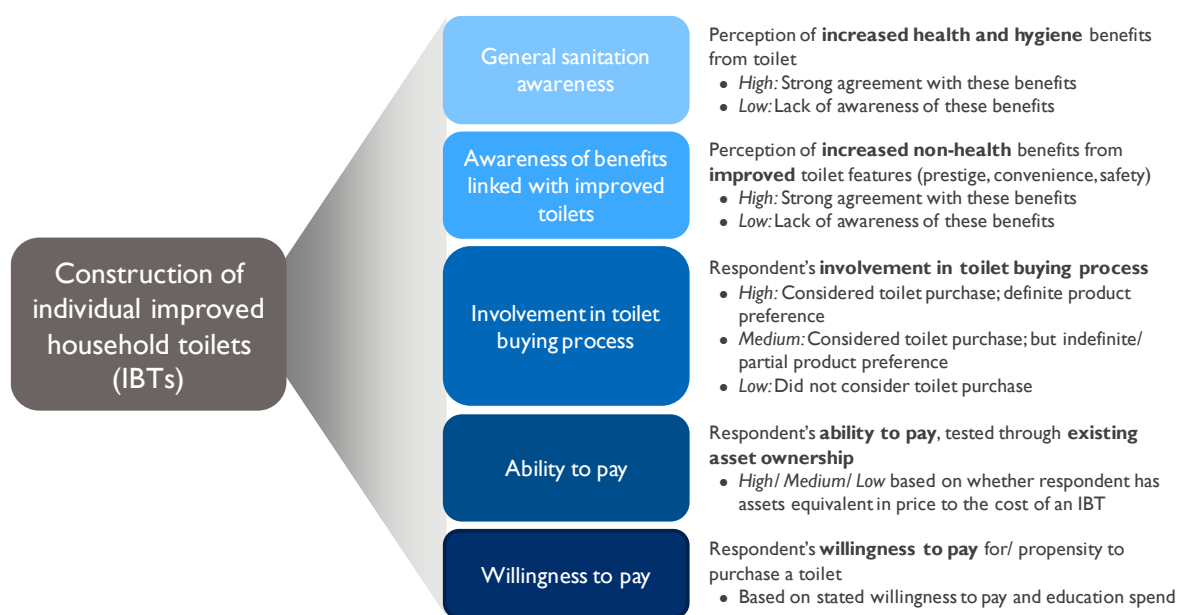 Construction of
individual improved
household toilets
(IBTs)
General sanitation
awareness
Perception of increased health and hygiene benefits
from toilet
• High: Strong agreement with these benefits
• Low: Lack of awareness of these benefits
Awareness of benefits
linked with improved
toilets
Perception of increased non-health benefits from
improved toilet features (prestige, convenience, safety)
• High: Strong agreement with these benefits
• Low: Lack of awareness of these benefits
Involvement in toilet
buying process
Respondent's involvement in toilet buying process
• High: Considered toilet purchase; definite product
preference
• Medium: Considered toilet purchase; but indefinite/
partial product preference
• Low: Did not consider toilet purchase
Ability to pay
Respondent's ability to pay, tested through existing
asset ownership
• High/ Medium/ Low based on whether respondent has
assets equivalent in price to the cost of an IBT
Willingness to pay
Respondent's willingness to pay for/ propensity to
purchase a toilet
• Based on stated willingness to pay and education spend